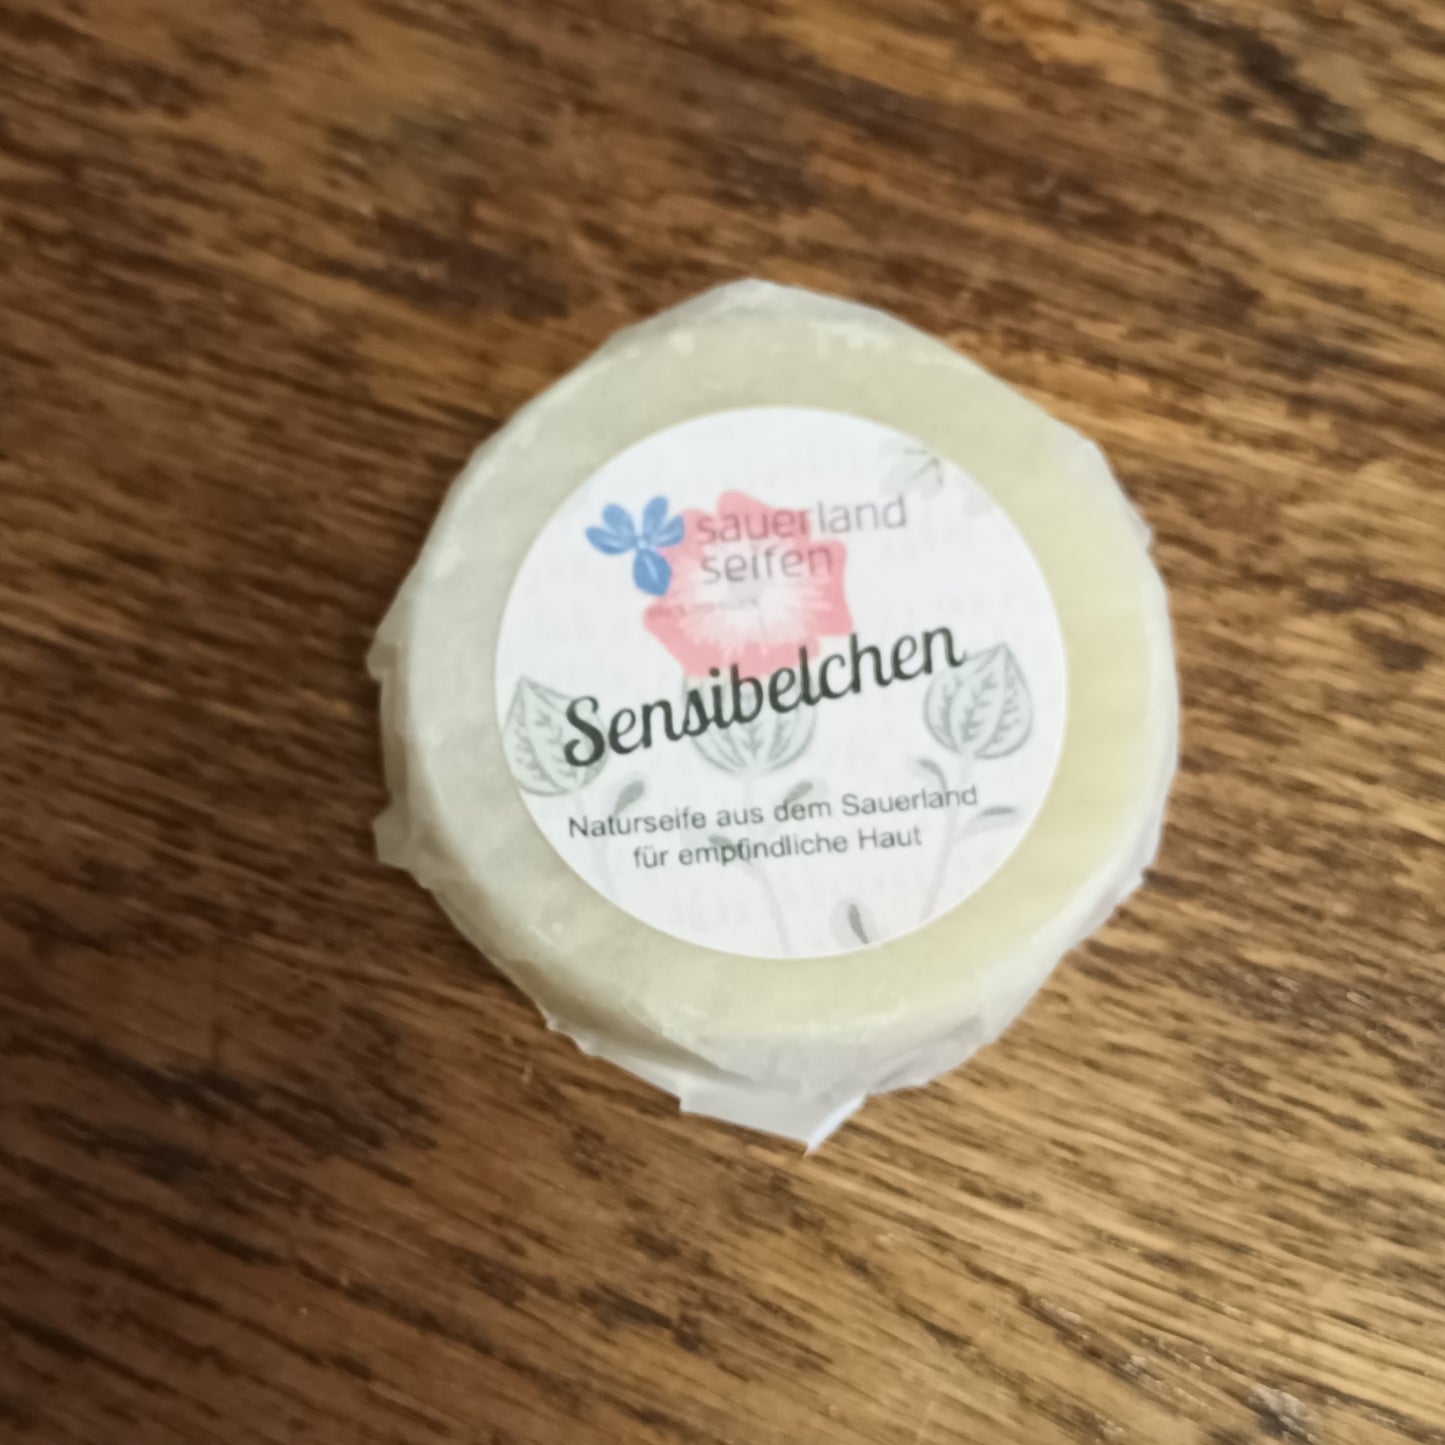 sauerland
seifen
Sensibelchen
Naturseife aus dem Sauerland
für empfindliche Haut